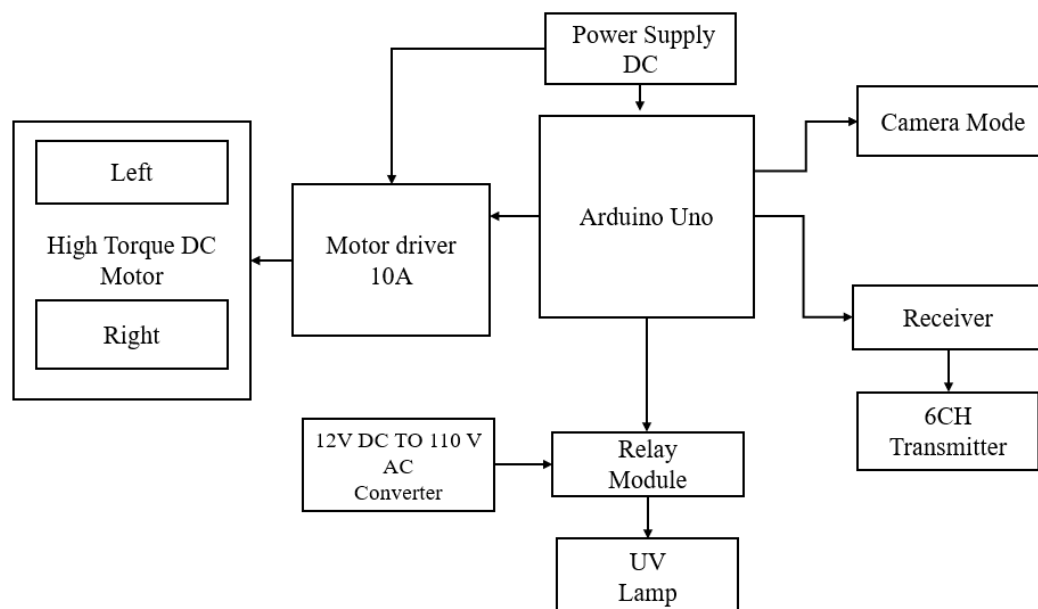 Power Supply
DC
Camera Mode
Left
High Torque DC
Motor
Right
Motor driver
10A
Arduino Uno
Receiver
6CH
Transmitter
12V DC TO 110 V
AC
Converter
Relay
Module
UV
Lamp